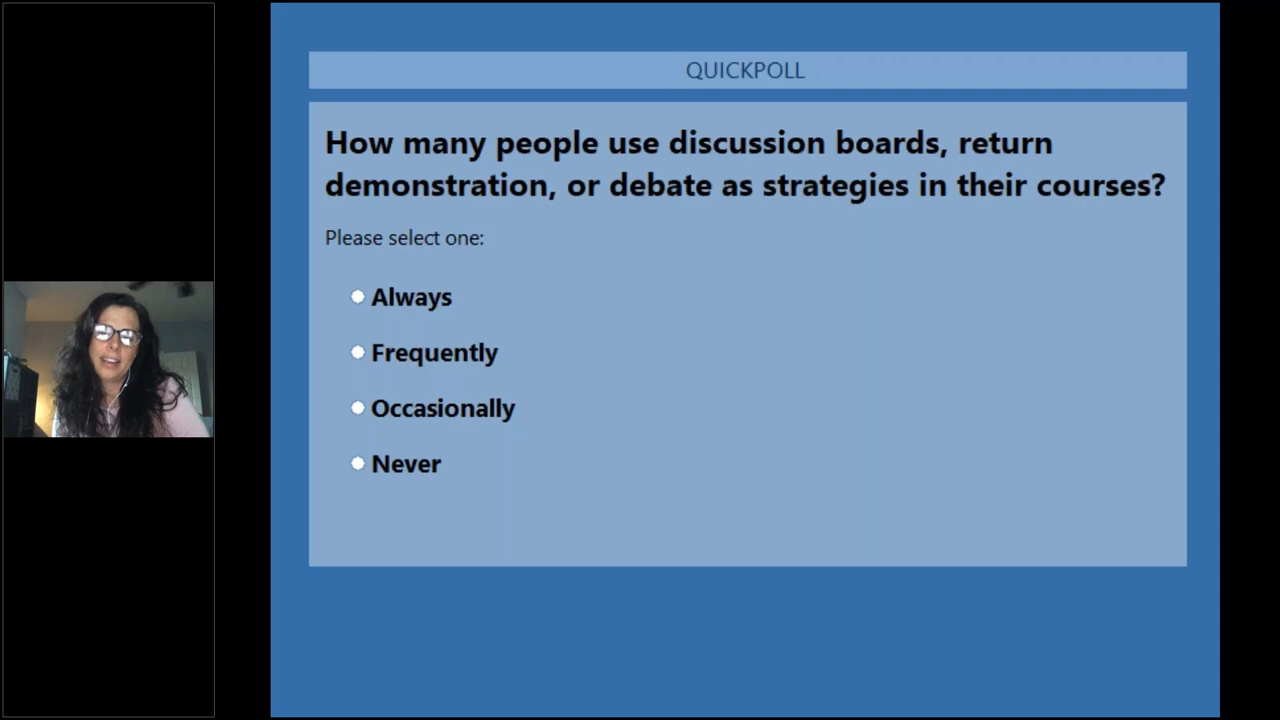 QUICKPOLL
How many people use discussion boards, return
demonstration, or debate as strategies in their courses?
Please select one:
Always
Frequently
Occasionally
Never